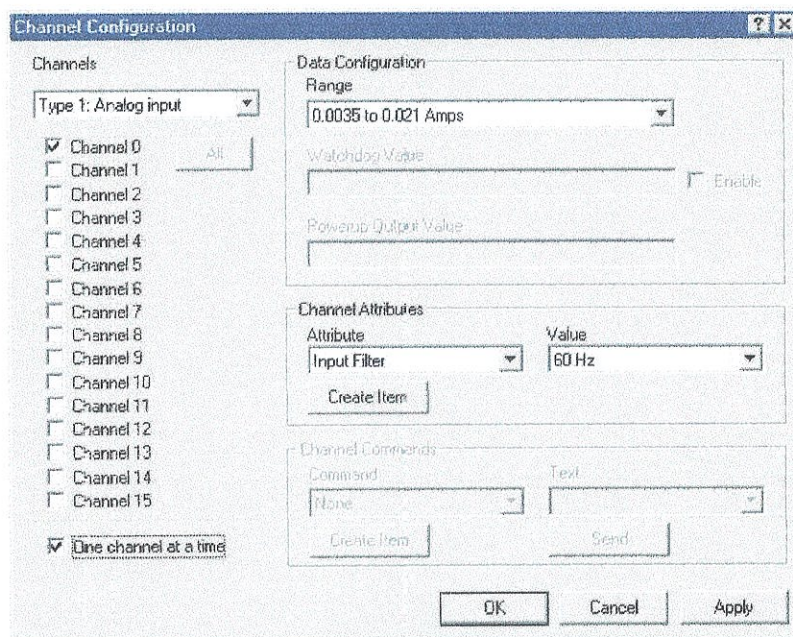 Channel Configuration
Channels
Type 1: Analog input
All
Channel 0
Channel 1
Channel 2
Channel 3
Channel 4
Channel 5
Channel 6
Channel 7
Channel 8
Channel 9
Channel 10
Channel 11
Channel 12
Channel 13
Channel 14
Channel 15
One channel at a time
Data Configuration
Range
0.0035 to 0.021 Amps
Watchdog Value
Enable
Powerup Output Value
Channel Attributes
Attribute
Value
Input Filter
60 Hz
Create Item
Channel Commands
Command
Text
None
Create Item
Send
OK
Cancel
Apply